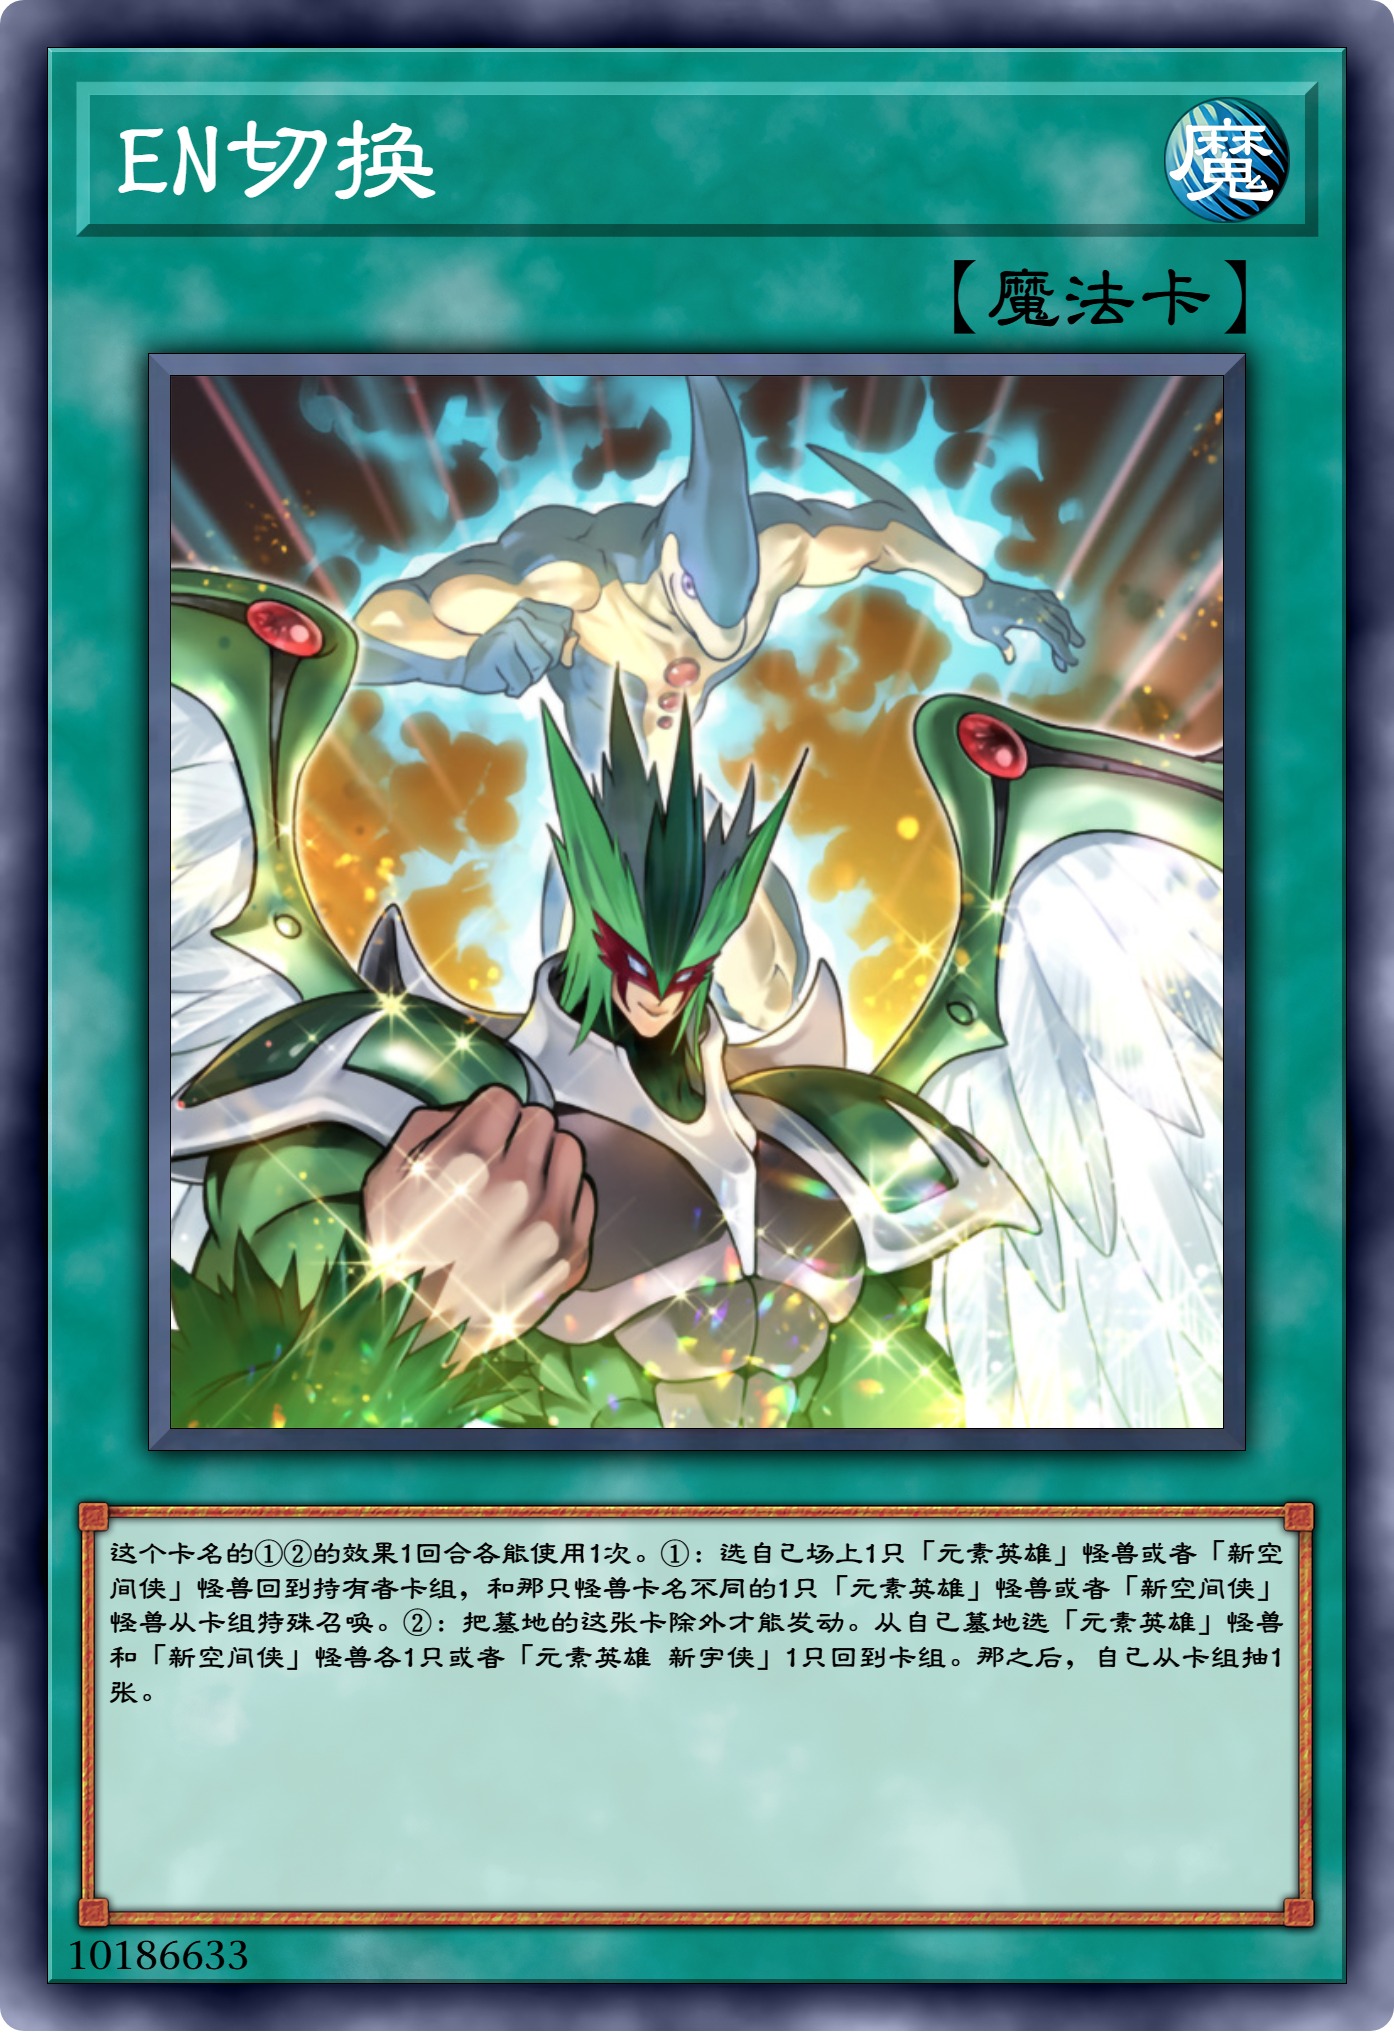 EN切换
魔
【魔法卡】
这个卡名的①②的效果1回合各能使用1次。①：选自己场上1只「元素英雄」怪兽或者「新空
间侠」怪兽回到持有者卡组，和那只怪兽卡名不同的1只「元素英雄」怪兽或者「新空间侠」
怪兽从卡组特殊召唤。②：把墓地的这张卡除外才能发动。从自己墓地选「元素英雄」怪兽
和「新空间侠」怪兽各1只或者「元素英雄 新宇侠」1只回到卡组。那之后，自己从卡组抽1
张。
10186633